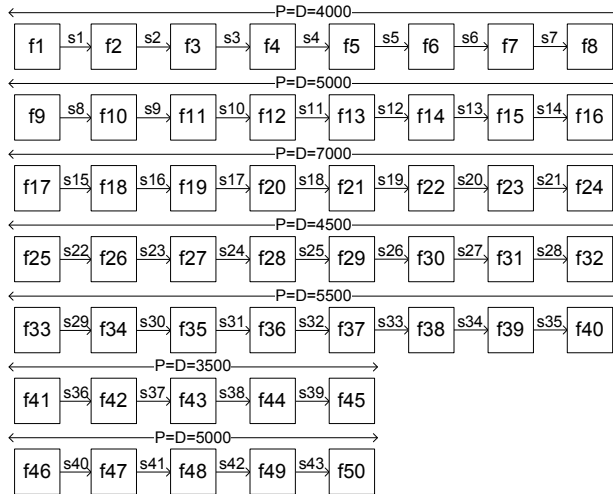 P=D=4000
f1 s1 f2 s2 f3 s3 f4 s4 f5 s5 f6 s6 f7 s7 f8
P=D=5000
f9 s8 f10 s9 f11 s10 f12 s11 f13 s12 f14 s13 f15 s14 f16
P=D=7000
f17 s15 f18 s16 f19 s17 f20 s18 f21 s19 f22 s20 f23 s21 f24
P=D=4500
f25 s22 f26 s23 f27 s24 f28 s25 f29 s26 f30 s27 f31 s28 f32
P=D=5500
f33 s29 f34 s30 f35 s31 f36 s32 f37 s33 f38 s34 f39 s35 f40
P=D=3500
f41 s36 f42 s37 f43 s38 f44 s39 f45
P=D=5000
f46 s40 f47 s41 f48 s42 f49 s43 f50